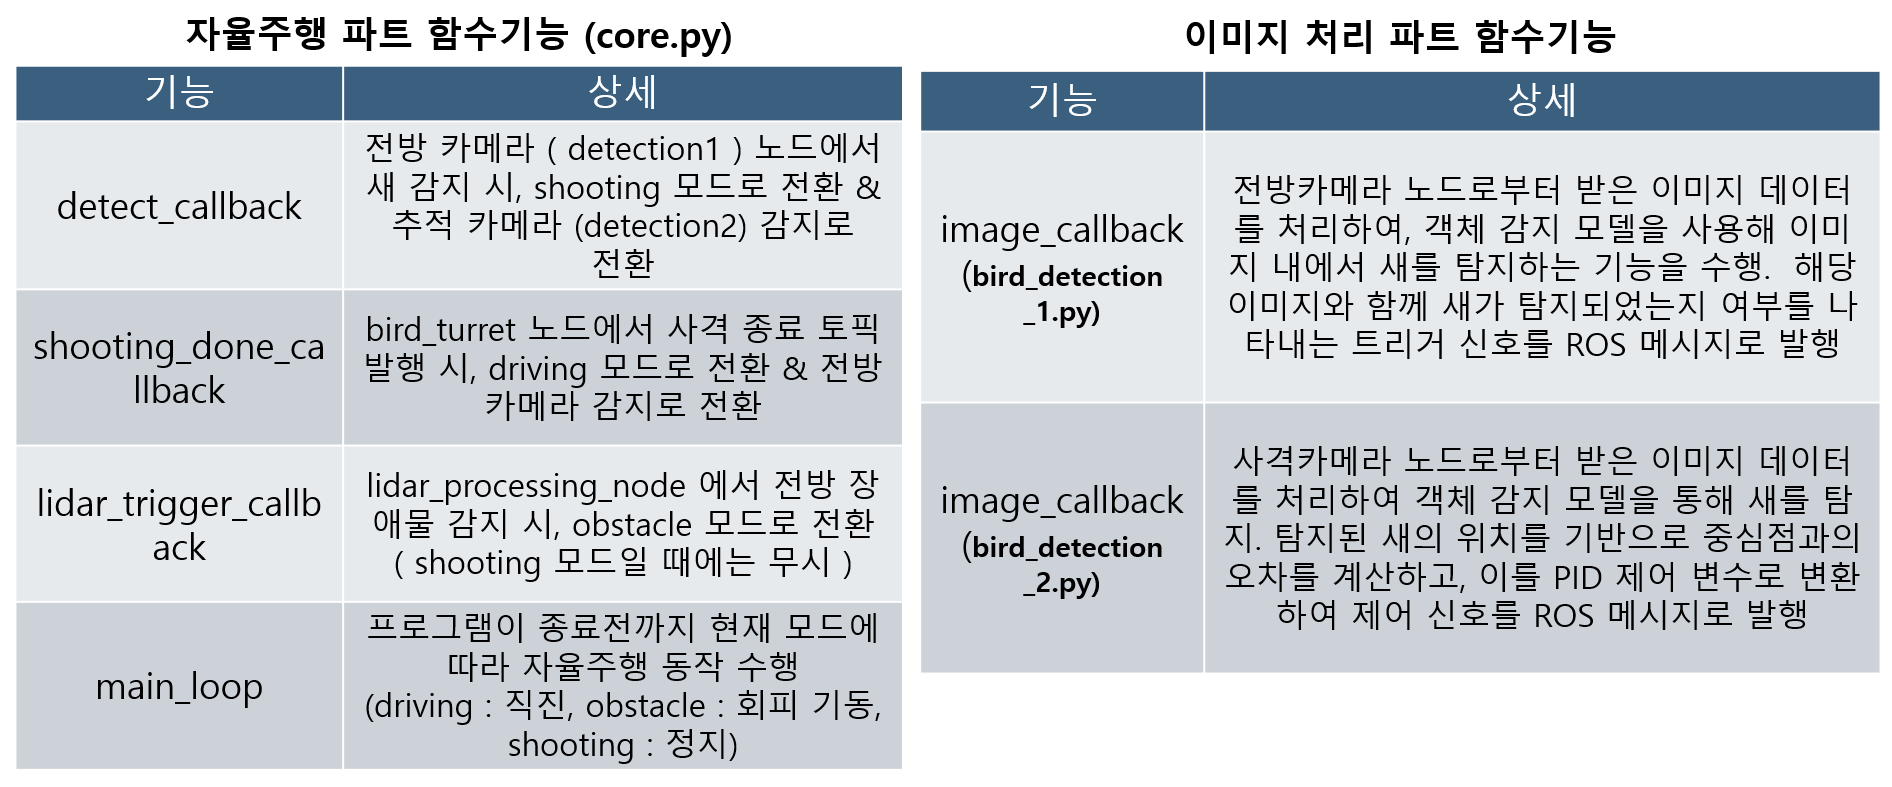 자율주행 파트 함수기능 (core.py)
기능
상세
detect_callback
전방 카메라 ( detection1 ) 노드에서
새 감지 시, shooting 모드로 전환 &
추적 카메라 (detection2) 감지로
전환
shooting_done_ca
llback
bird_turret 노드에서 사격 종료 토픽
발행 시, driving 모드로 전환 & 전방
카메라 감지로 전환
lidar_trigger_callb
ack
lidar_processing_node 에서 전방 장
애물 감지 시, obstacle 모드로 전환
( shooting 모드일 때에는 무시 )
main_loop
프로그램이 종료전까지 현재 모드에
따라 자율주행 동작 수행
(driving : 직진, obstacle : 회피 기동,
shooting : 정지)
이미지 처리 파트 함수기능
기능
상세
image_callback
(bird_detection
_1.py)
전방카메라 노드로부터 받은 이미지 데이터
를 처리하여, 객체 감지 모델을 사용해 이미
지 내에서 새를 탐지하는 기능을 수행.  해당
이미지와 함께 새가 탐지되었는지 여부를 나
타내는 트리거 신호를 ROS 메시지로 발행
image_callback
(bird_detection
_2.py)
사격카메라 노드로부터 받은 이미지 데이터
를 처리하여 객체 감지 모델을 통해 새를 탐
지. 탐지된 새의 위치를 기반으로 중심점과의
오차를 계산하고, 이를 PID 제어 변수로 변환
하여 제어 신호를 ROS 메시지로 발행